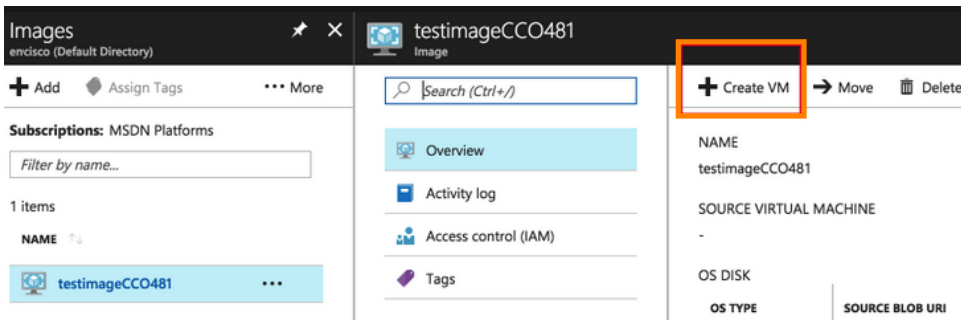 Images
encisco (Default Directory)
Add
Assign Tags
More
Subscriptions: MSDN Platforms
Filter by name...
1 items
NAME
testimageCCO481
testimageCCO481
Image
Search (Ctrl+/)
Overview
Activity log
Access control (IAM)
Tags
Create VM
Move
Delete
NAME
testimageCCO481
SOURCE VIRTUAL MACHINE
-
OS DISK
OS TYPE
SOURCE BLOB URI